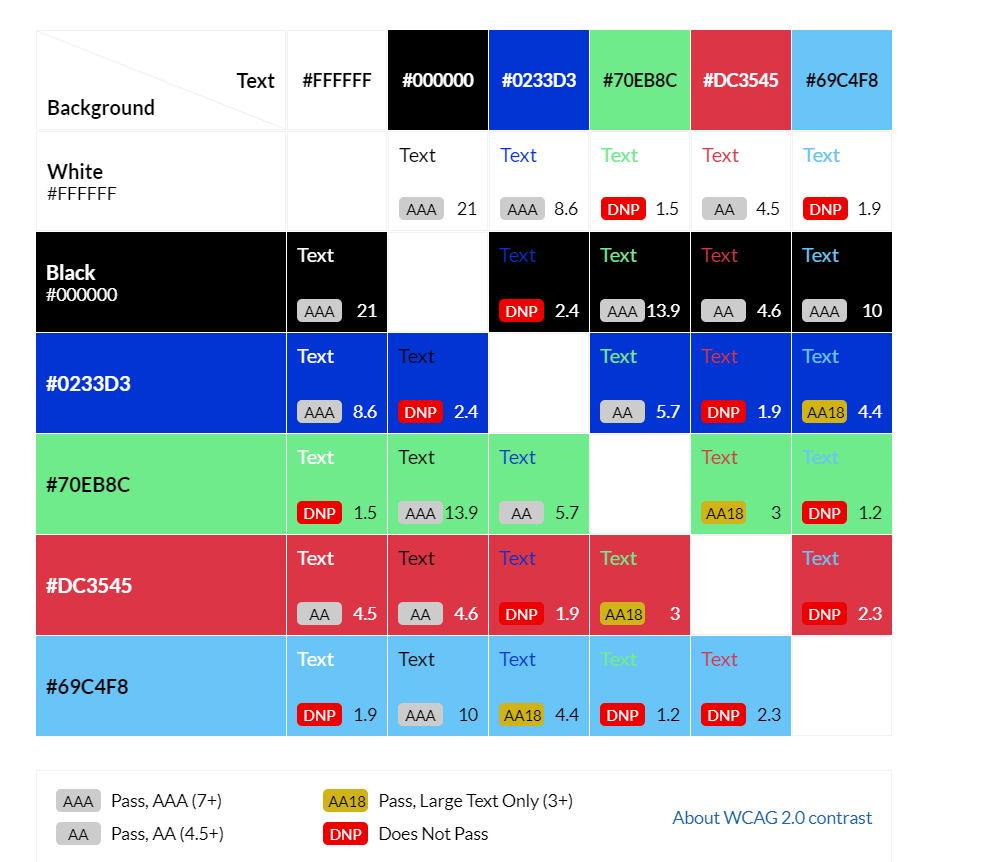 Text
Background
#FFFFFF #000000 #0233D3 #70EB8C #DC3545 #69C4F8
White
#FFFFFF
Text Text Text Text Text
AAA 21 AAA 8.6 DNP 1.5 AA 4.5 DNP 1.9
Black
#000000
Text Text Text Text Text
AAA 21 DNP 2.4 AAA 13.9 AA 4.6 AAA 10
#0233D3
Text Text Text Text Text
AAA 8.6 DNP 2.4 AA 5.7 DNP 1.9 AA18 4.4
#70EB8C
Text Text Text Text Text
DNP 1.5 AAA 13.9 AA 5.7 AA18 3 DNP 1.2
#DC3545
Text Text Text Text Text
AA 4.5 AA 4.6 DNP 1.9 AA18 3 DNP 2.3
#69C4F8
Text Text Text Text Text
DNP 1.9 AAA 10 AA18 4.4 DNP 1.2 DNP 2.3
AAA Pass, AAA (7+)
AA Pass, AA (4.5+)
AA18 Pass, Large Text Only (3+)
DNP Does Not Pass
About WCAG 2.0 contrast